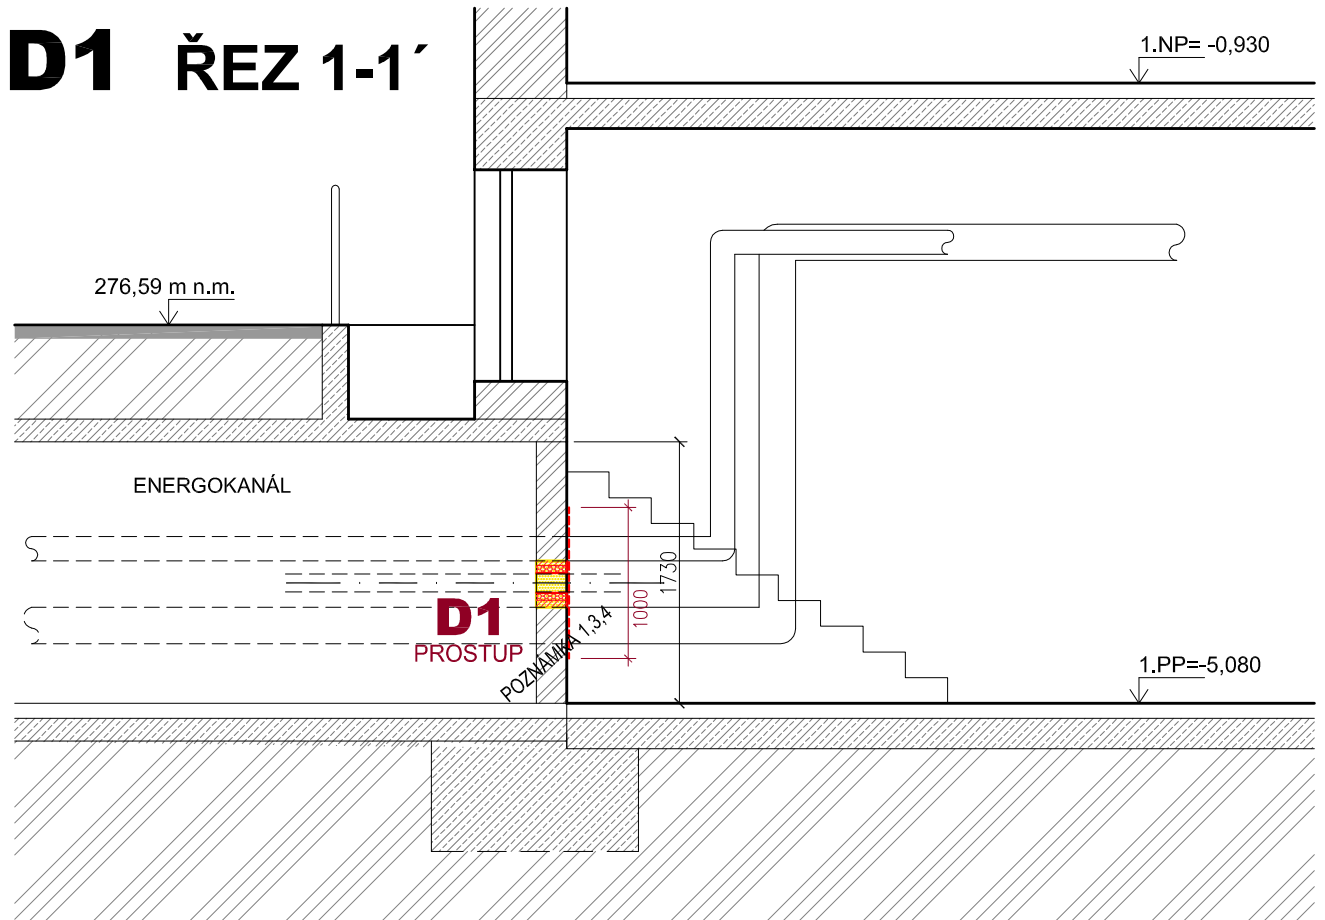 D1 ŘEZ 1-1´
1.NP= -0,930
276,59 m n.m.
ENERGOKANÁL
1730
1000
D1
PROSTUP
POZNÁMKA 1,3,4
1.PP=-5,080